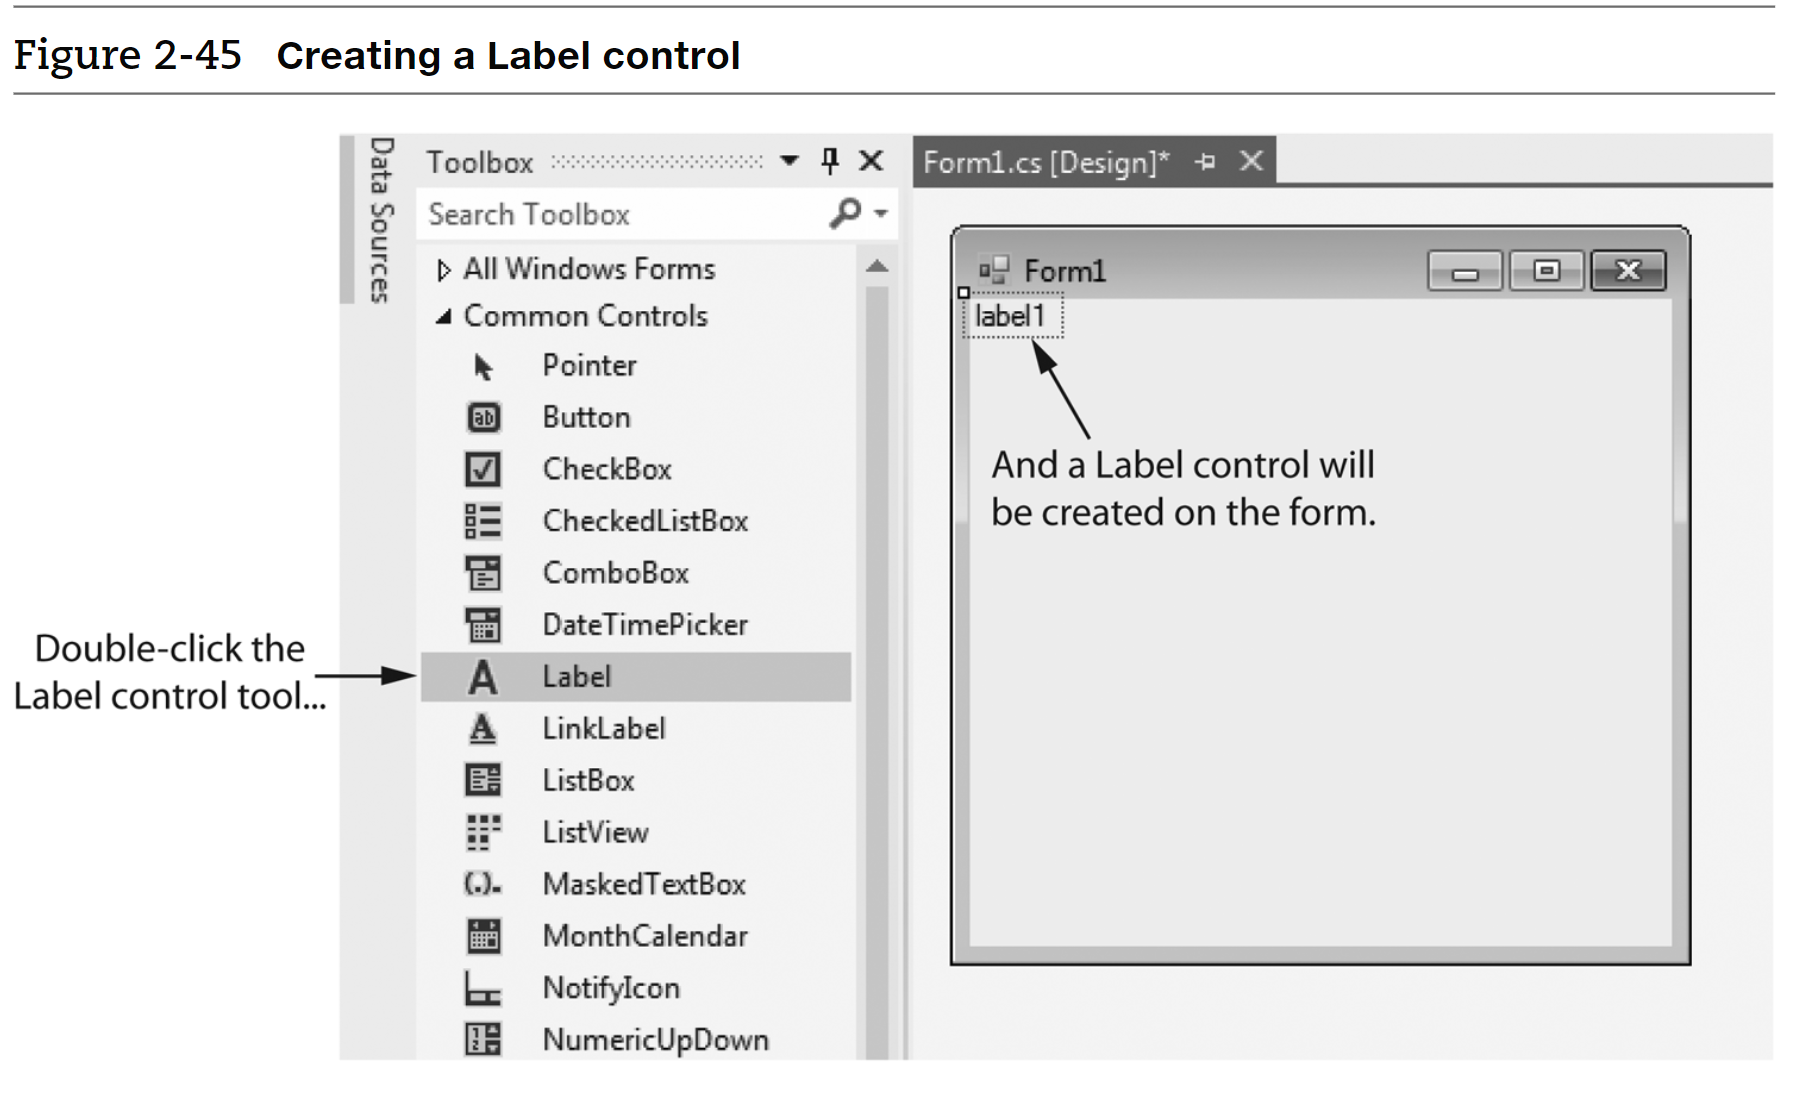 Figure 2-45 Creating a Label control
Data Sources
Toolbox
Search Toolbox
All Windows Forms
Common Controls
Pointer
Button
CheckBox
CheckedListBox
ComboBox
DateTimePicker
Label
LinkLabel
ListBox
ListView
MaskedTextBox
MonthCalendar
NotifyIcon
NumericUpDown
Double-click the
Label control tool...
Form1.cs [Design]*
Form1
label1
And a Label control will
be created on the form.